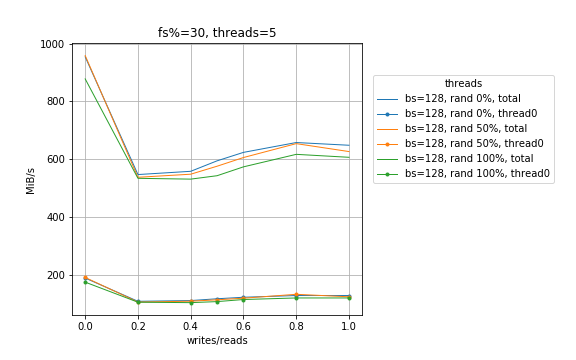 fs%=30, threads=5
MiB/s
1000
800
600
400
200
0.0 0.2 0.4 0.6 0.8 1.0
writes/reads
threads
bs=128, rand 0%, total
bs=128, rand 0%, thread0
bs=128, rand 50%, total
bs=128, rand 50%, thread0
bs=128, rand 100%, total
bs=128, rand 100%, thread0